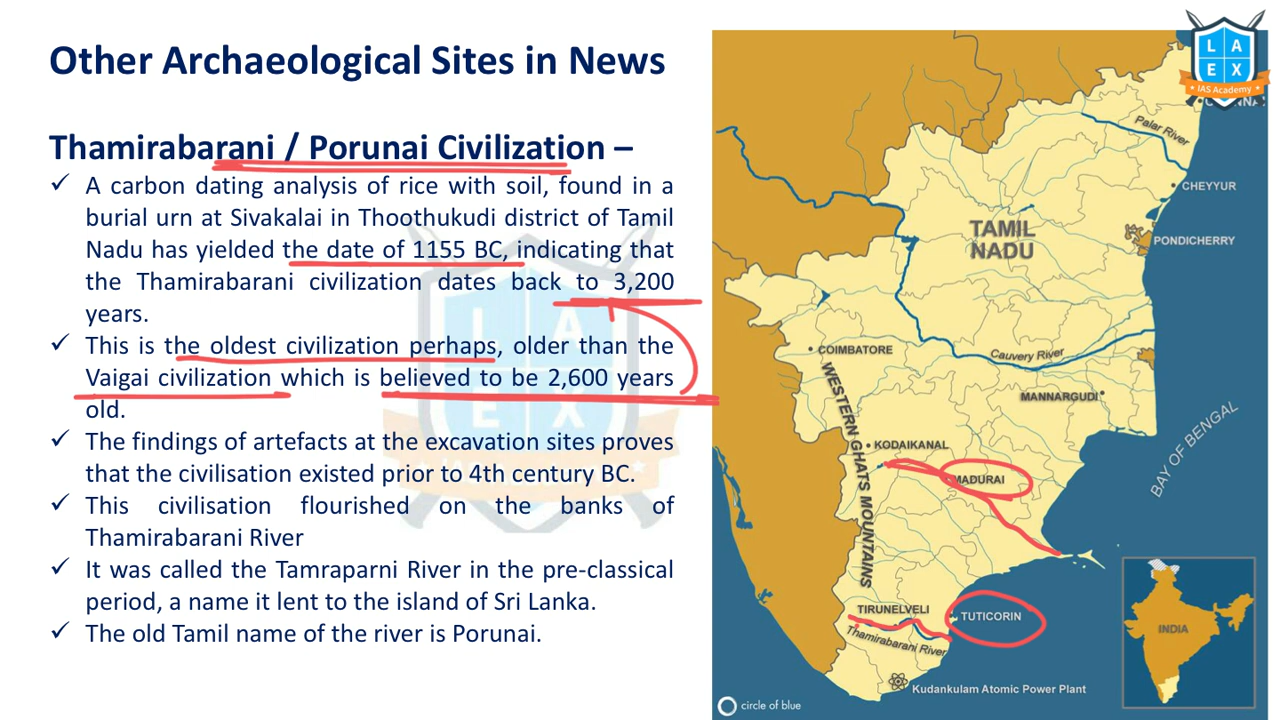 Other Archaeological Sites in News
Thamirabarani / Porunai Civilization –
✓ A carbon dating analysis of rice with soil, found in a
burial urn at Sivakalai in Thoothukudi district of Tamil
Nadu has yielded the date of 1155 BC, indicating that
the Thamirabarani civilization dates back to 3,200
years.
✓ This is the oldest civilization perhaps, older than the
Vaigai civilization which is believed to be 2,600 years
old.
✓ The findings of artefacts at the excavation sites proves
that the civilisation existed prior to 4th century BC.
✓ This civilisation flourished on the banks of
Thamirabarani River
✓ It was called the Tamraparni River in the pre-classical
period, a name it lent to the island of Sri Lanka.
✓ The old Tamil name of the river is Porunai.
L A
E X
IAS Academy
Palar River
CHEYYUR
TAMIL
NADU
PONDICHERRY
COIMBATORE
Cauvery River
MANNARGUDI
WESTERN GHATS MOUNTAINS
KODAIKANAL
MADURAI
BAY OF BENGAL
TIRUNELVELI
TUTICORIN
Thamirabarani River
Kudankulam Atomic Power Plant
INDIA
circle of blue
L A
E X